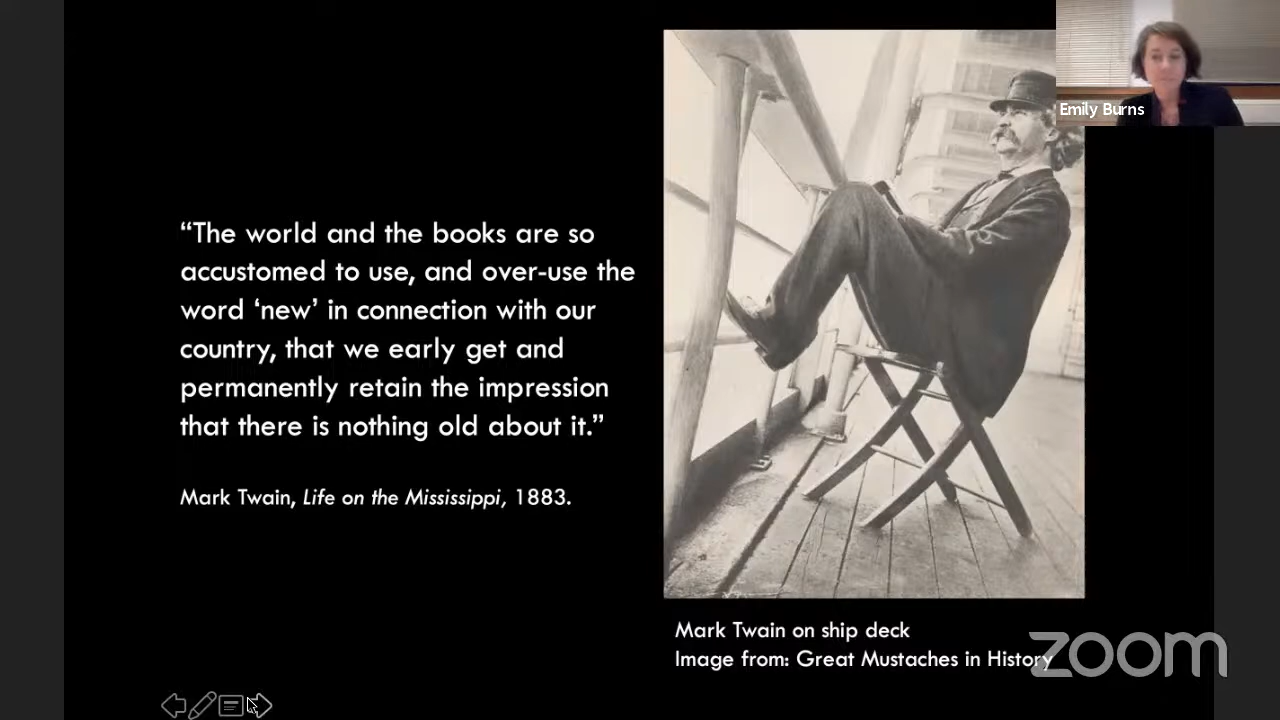 Emily Burns
“The world and the books are so
accustomed to use, and over-use the
word ‘new’ in connection with our
country, that we early get and
permanently retain the impression
that there is nothing old about it.”
Mark Twain, Life on the Mississippi, 1883.
Mark Twain on ship deck
Image from: Great Mustaches in History
zoom